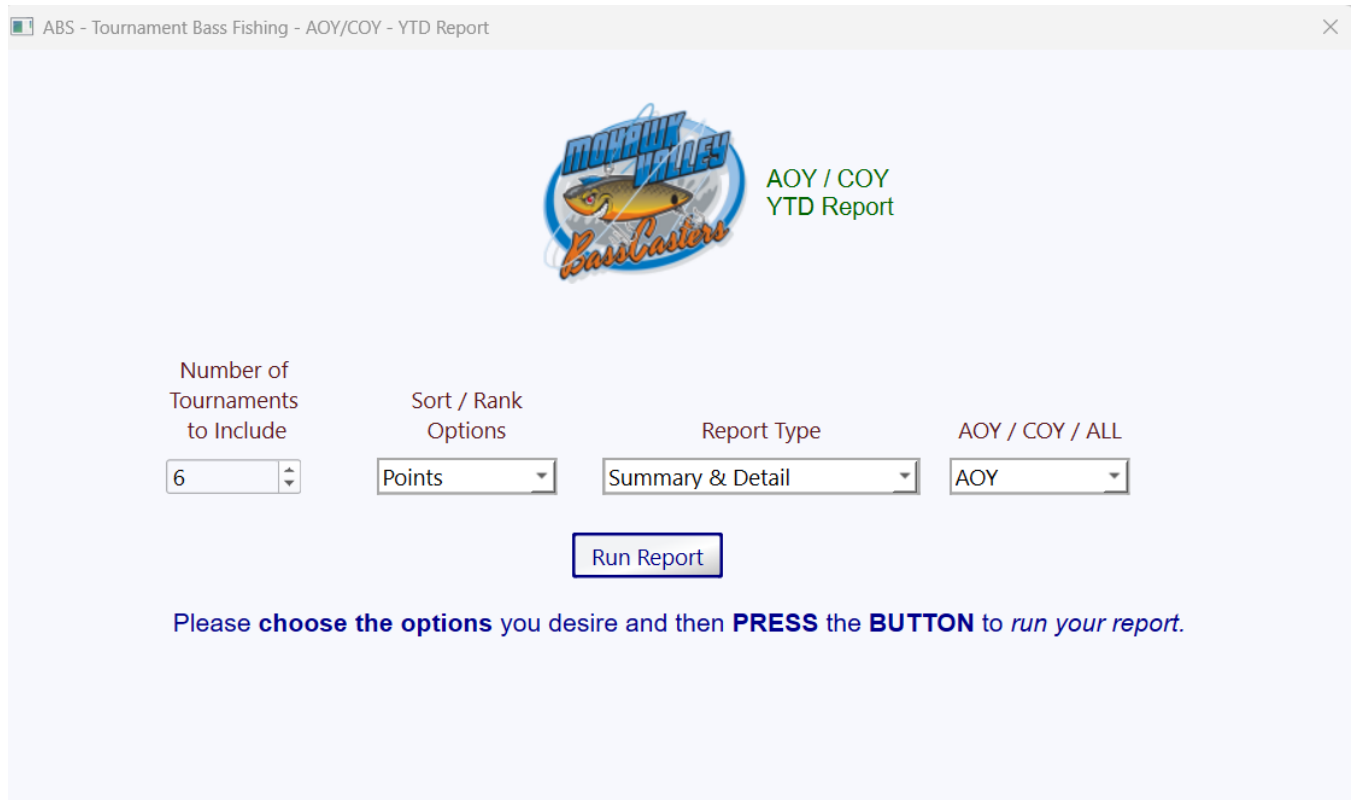 ABS - Tournament Bass Fishing - AOY/COY - YTD Report
MOHAWK
VALLEY
BassCasters
AOY / COY
YTD Report
Number of
Tournaments
to Include
Sort / Rank
Options
Report Type
AOY / COY / ALL
6
Points
Summary & Detail
AOY
Run Report
Please choose the options you desire and then PRESS the BUTTON to run your report.